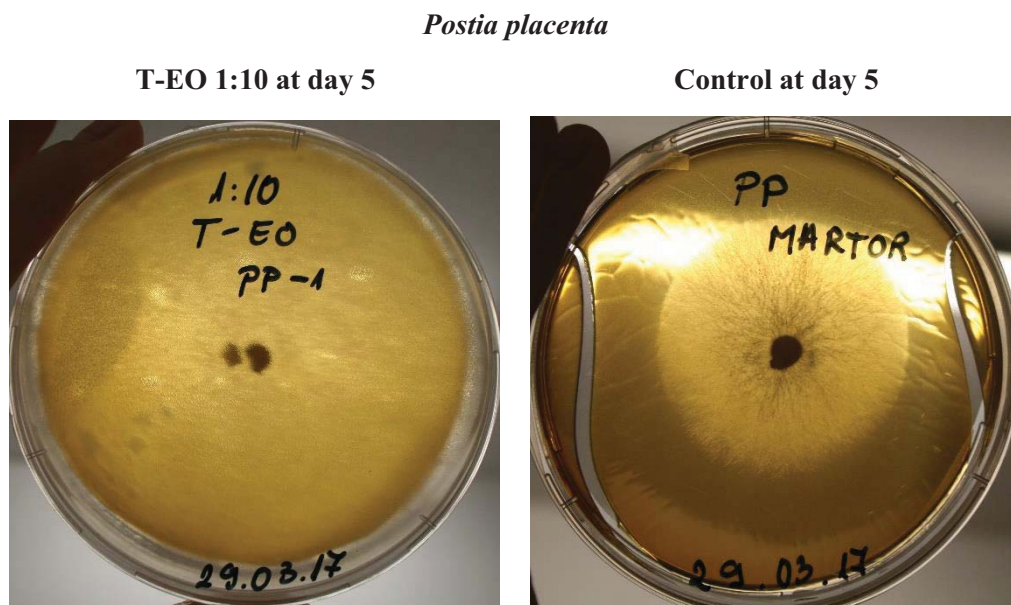 Postia placenta
T-EO 1:10 at day 5
Control at day 5
1:10
T-EO
PP-1
29.03.17
PP
MARTOR
29.03.17